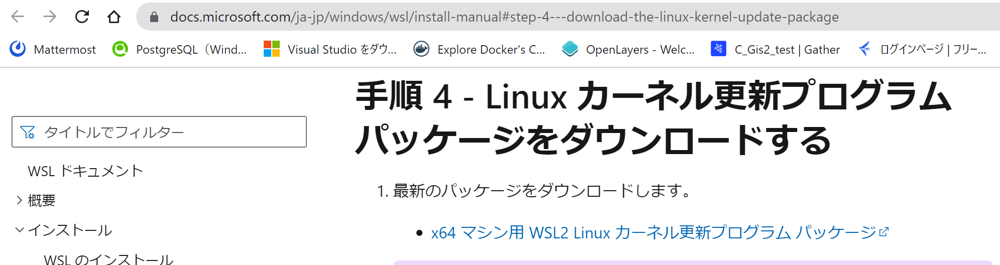 docs.microsoft.com/ja-jp/windows/wsl/install-manual#step-4---download-the-linux-kernel-update-package
Mattermost PostgreSQL（Wind... Visual Studio をダウ... Explore Docker's C... OpenLayers - Welc... C_Gis2_test | Gather ログインページ | フリー...
手順 4 - Linux カーネル更新プログラム
パッケージをダウンロードする
タイトルでフィルター
WSL ドキュメント
概要
インストール
WSL のインストール
1. 最新のパッケージをダウンロードします。
• x64 マシン用 WSL2 Linux カーネル更新プログラム パッケージ